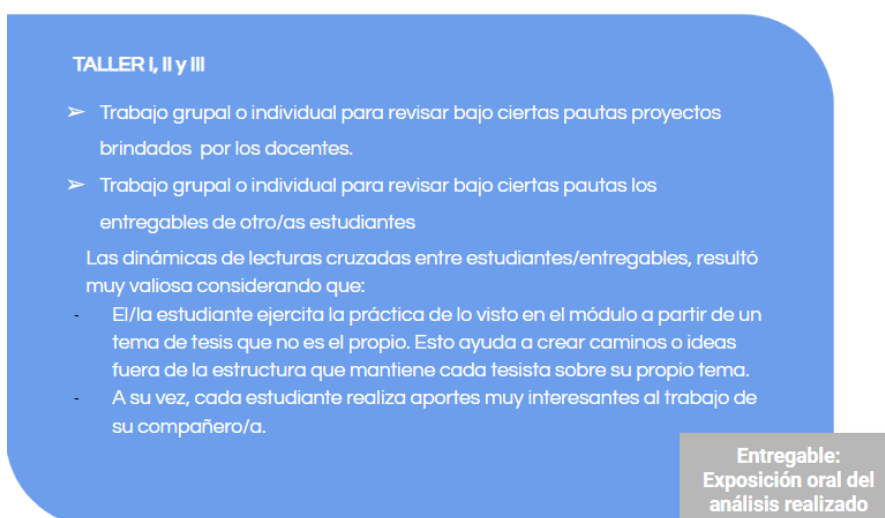 TALLER I, II y III
➢ Trabajo grupal o individual para revisar bajo ciertas pautas proyectos
brindados por los docentes.
➢ Trabajo grupal o individual para revisar bajo ciertas pautas los
entregables de otro/as estudiantes
Las dinámicas de lecturas cruzadas entre estudiantes/entregables, resultó
muy valiosa considerando que:
- El/la estudiante ejercita la práctica de lo visto en el módulo a partir de un
tema de tesis que no es el propio. Esto ayuda a crear caminos o ideas
fuera de la estructura que mantiene cada tesista sobre su propio tema.
- A su vez, cada estudiante realiza aportes muy interesantes al trabajo de
su compañero/a.
Entregable:
Exposición oral del
análisis realizado